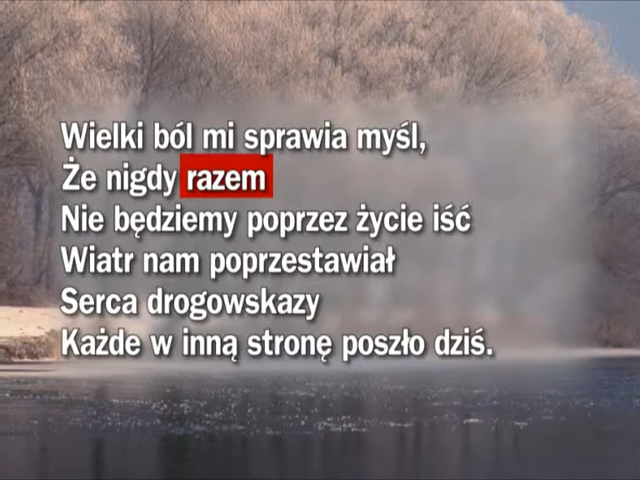 Wielki ból mi sprawia myśl,
Że nigdy razem
Nie będziemy poprzez życie iść
Wiatr nam poprzestawiał
Serca drogowskazy
Każde w inną stronę poszło dziś.